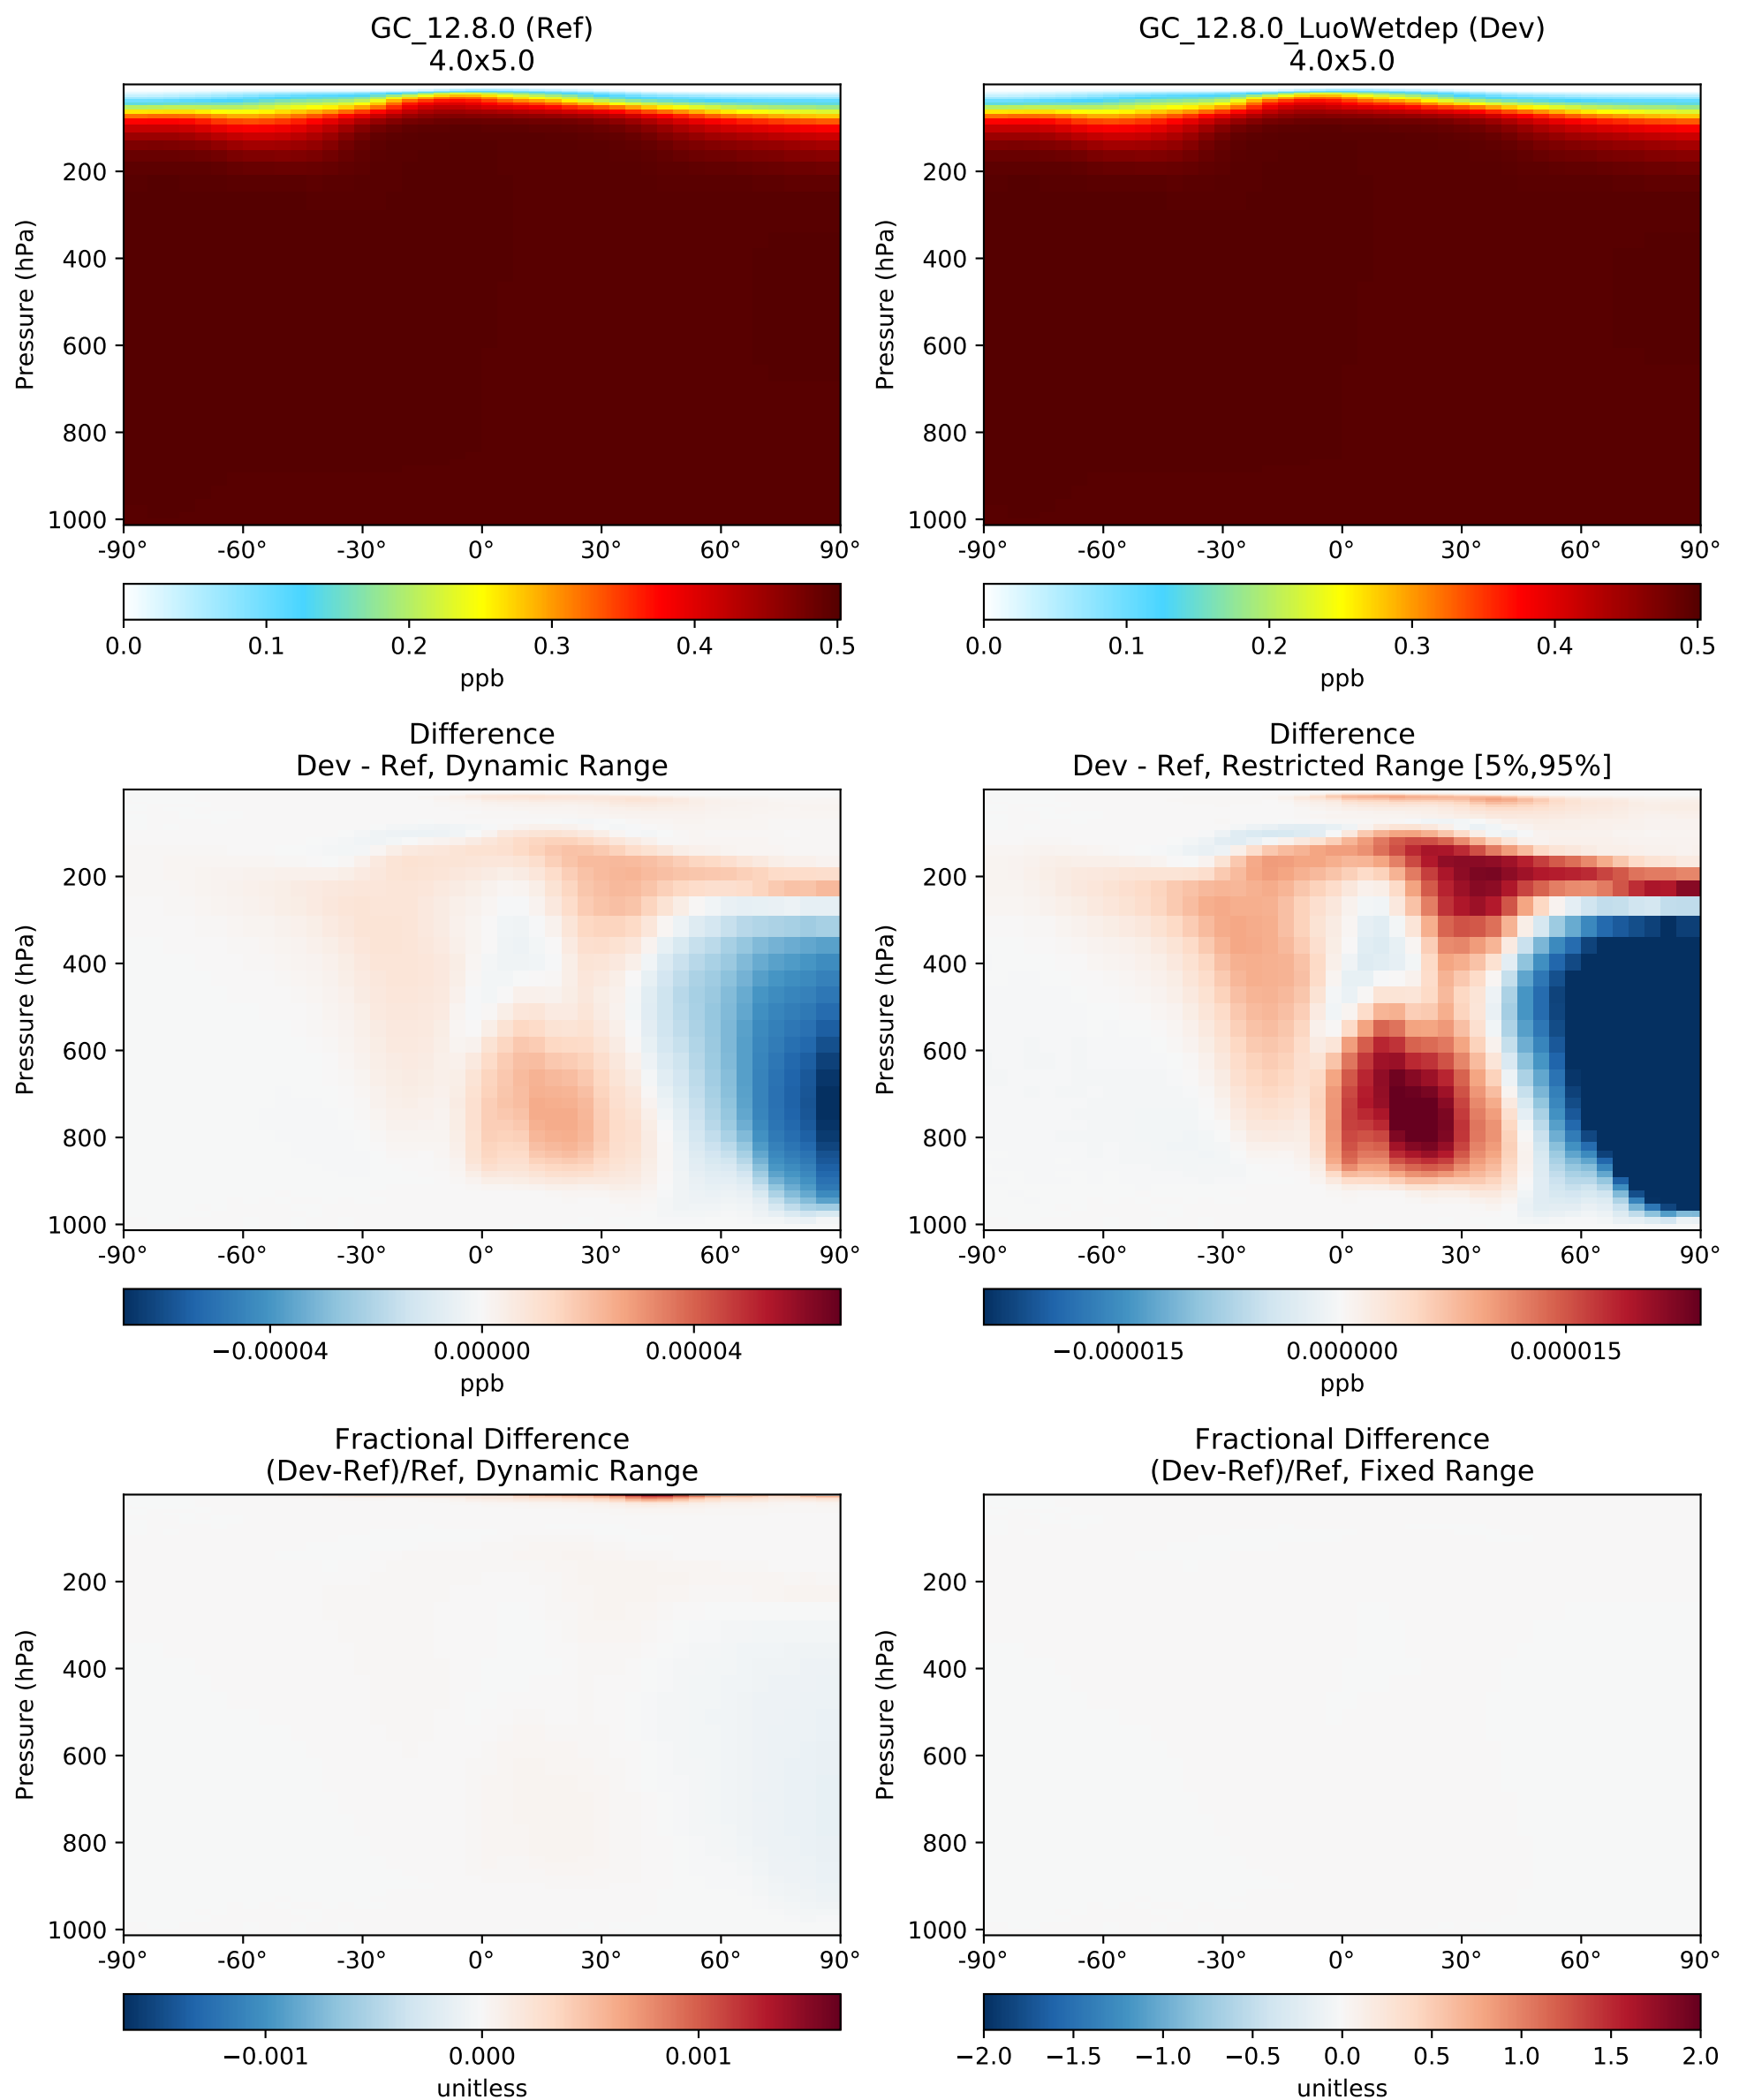 GC_12.8.0 (Ref)
4.0x5.0
Pressure (hPa)
200
400
600
800
1000
-90° -60° -30° 0° 30° 60° 90°
0.0 0.1 0.2 0.3 0.4 0.5
ppb
GC_12.8.0_LuoWetdep (Dev)
4.0x5.0
Pressure (hPa)
200
400
600
800
1000
-90° -60° -30° 0° 30° 60° 90°
0.0 0.1 0.2 0.3 0.4 0.5
ppb
Difference
Dev - Ref, Dynamic Range
Pressure (hPa)
200
400
600
800
1000
-90° -60° -30° 0° 30° 60° 90°
−0.00004 0.00000 0.00004
ppb
Difference
Dev - Ref, Restricted Range [5%,95%]
Pressure (hPa)
200
400
600
800
1000
-90° -60° -30° 0° 30° 60° 90°
−0.000015 0.000000 0.000015
ppb
Fractional Difference
(Dev-Ref)/Ref, Dynamic Range
Pressure (hPa)
200
400
600
800
1000
-90° -60° -30° 0° 30° 60° 90°
−0.001 0.000 0.001
unitless
Fractional Difference
(Dev-Ref)/Ref, Fixed Range
Pressure (hPa)
200
400
600
800
1000
-90° -60° -30° 0° 30° 60° 90°
−2.0 −1.5 −1.0 −0.5 0.0 0.5 1.0 1.5 2.0
unitless